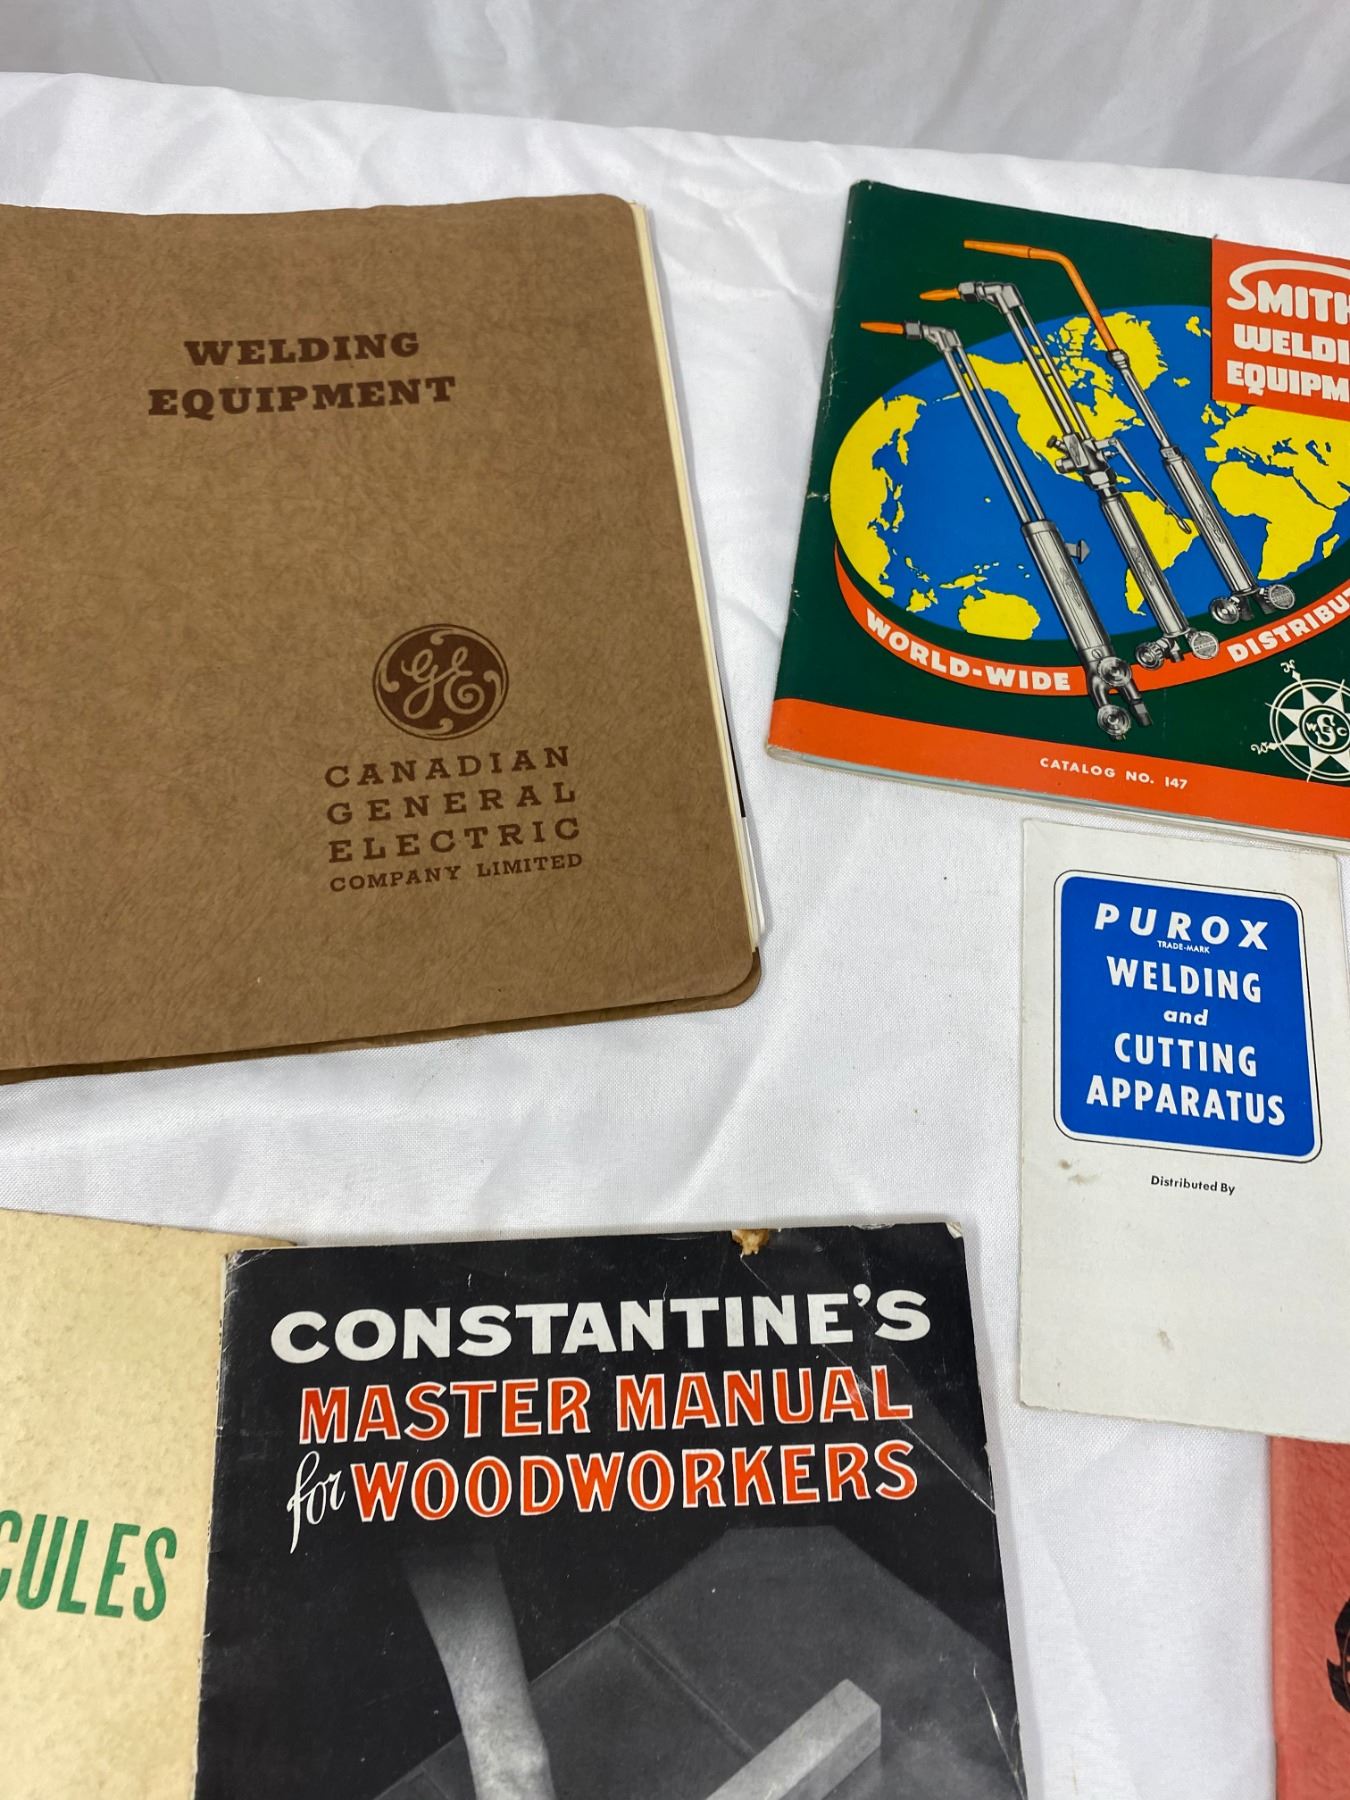 WELDING
EQUIPMENT
GE
CANADIAN
GENERAL
ELECTRIC
COMPANY LIMITED
SMITH
WELDI
EQUIPM
WORLD-WIDE DISTRIBUT
N
W
W S C
CATALOG NO. 147
PUROX
TRADE-MARK
WELDING
and
CUTTING
APPARATUS
Distributed By
CULES
CONSTANTINE'S
MASTER MANUAL
for WOODWORKERS